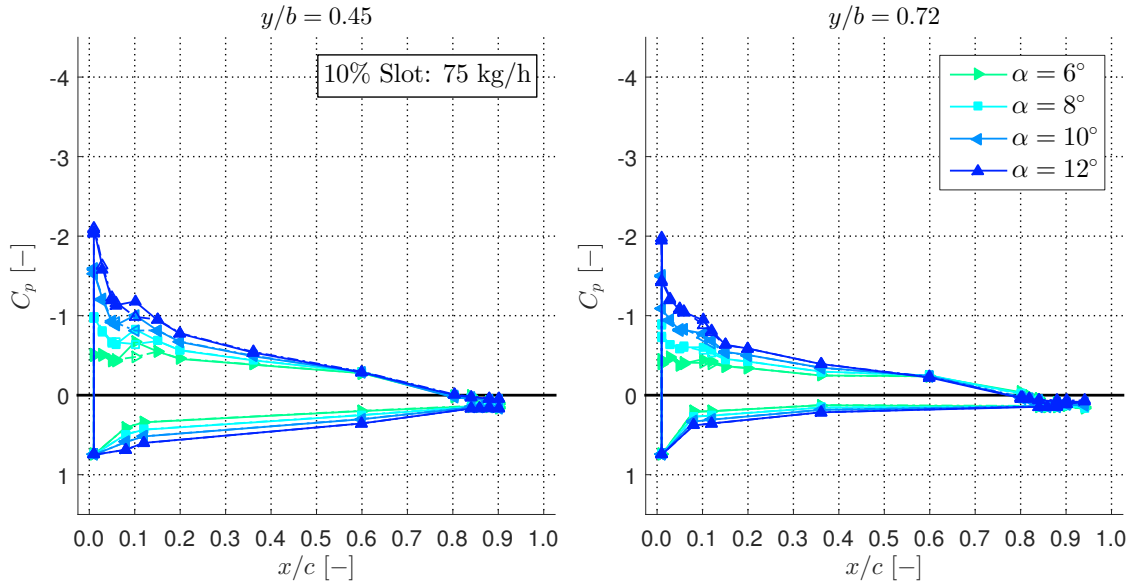 y/b = 0.45
10% Slot: 75 kg/h
-4
-3
-2
-1
0
1
C_p [−]
0.0 0.1 0.2 0.3 0.4 0.5 0.6 0.7 0.8 0.9 1.0
x/c [−]
y/b = 0.72
α = 6°
α = 8°
α = 10°
α = 12°
-4
-3
-2
-1
0
1
C_p [−]
0.0 0.1 0.2 0.3 0.4 0.5 0.6 0.7 0.8 0.9 1.0
x/c [−]